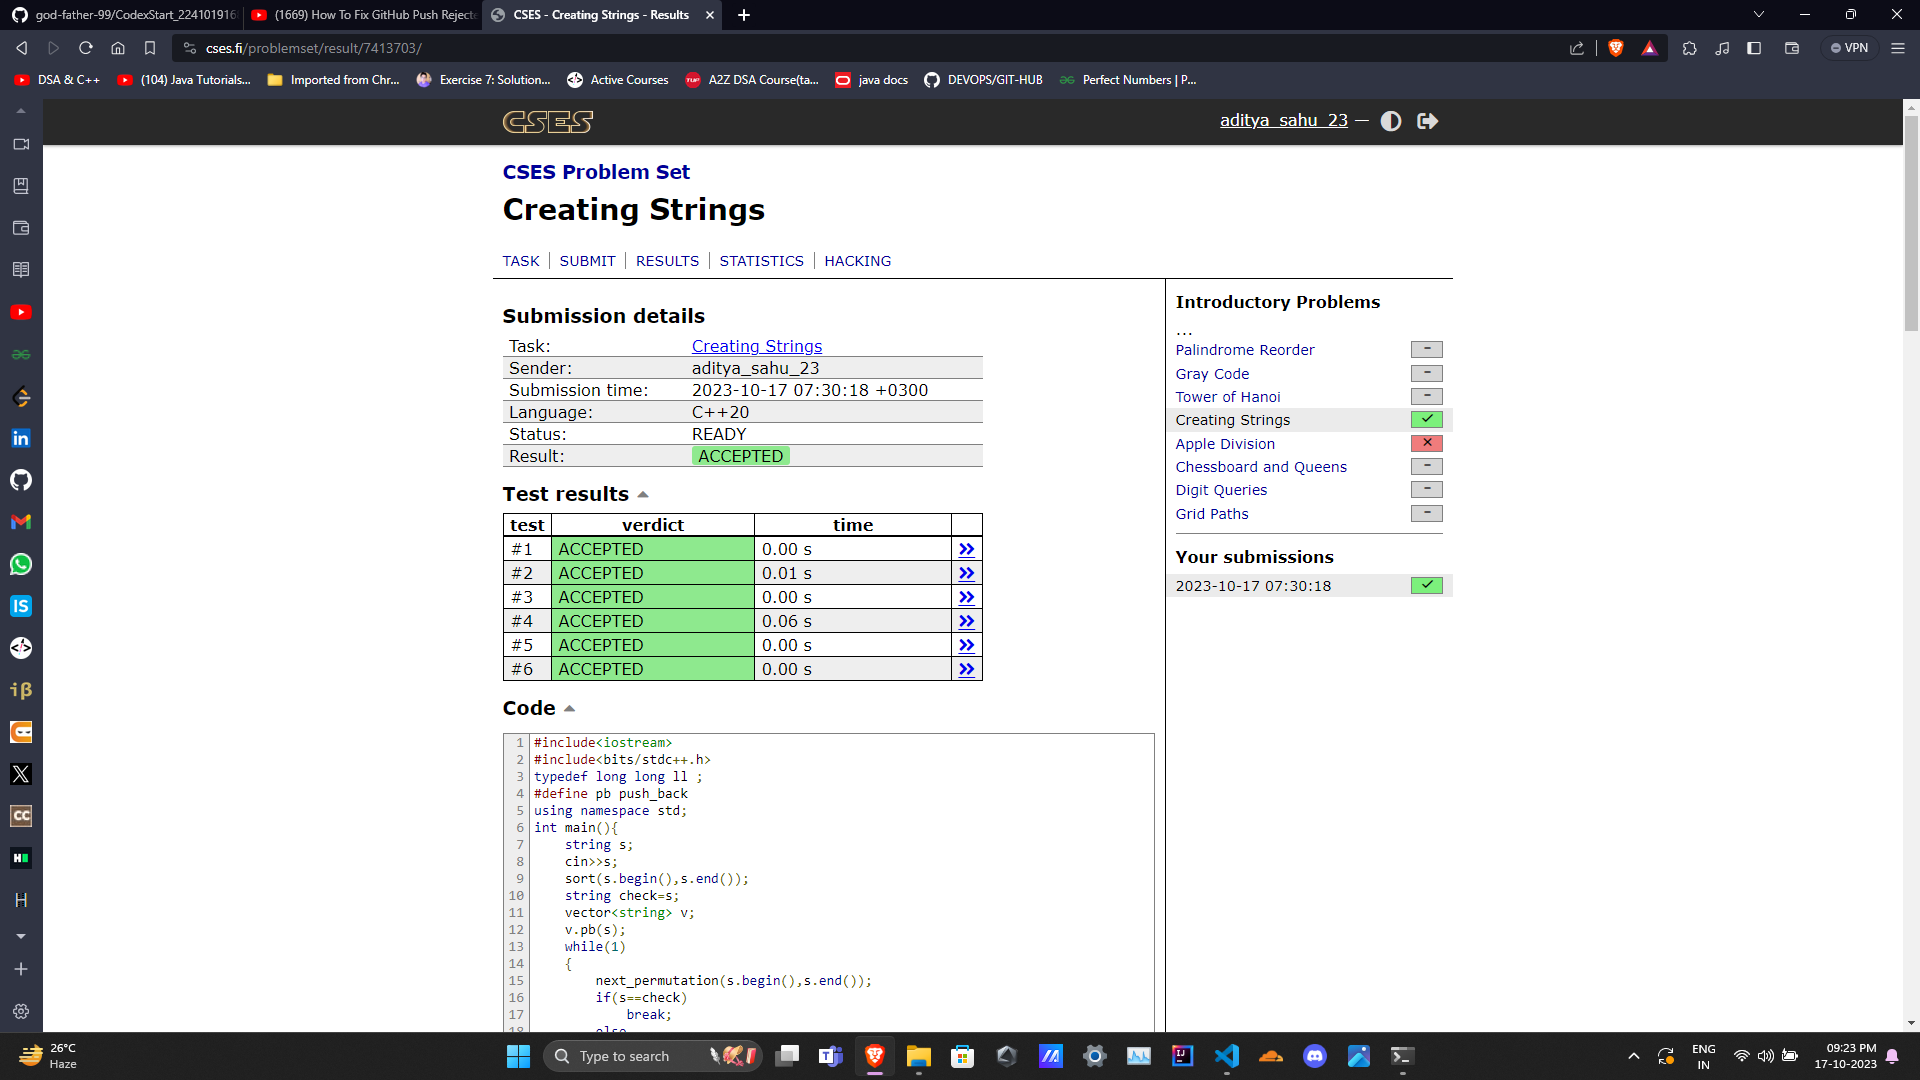 god-father-99/CodexStart_224101916
(1669) How To Fix GitHub Push Rejecte
CSES - Creating Strings - Results
cses.fi/problemset/result/7413703/
VPN
DSA & C++
(104) Java Tutorials...
Imported from Chr...
Exercise 7: Solution...
Active Courses
A2Z DSA Course(ta...
java docs
DEVOPS/GIT-HUB
Perfect Numbers | P...
CSES
aditya_sahu_23 —
CSES Problem Set
Creating Strings
TASK | SUBMIT | RESULTS | STATISTICS | HACKING
Submission details
Task: Creating Strings
Sender: aditya_sahu_23
Submission time: 2023-10-17 07:30:18 +0300
Language: C++20
Status: READY
Result: ACCEPTED
Test results
test verdict time
#1 ACCEPTED 0.00 s »
#2 ACCEPTED 0.01 s »
#3 ACCEPTED 0.00 s »
#4 ACCEPTED 0.06 s »
#5 ACCEPTED 0.00 s »
#6 ACCEPTED 0.00 s »
Code
1 #include<iostream>
2 #include<bits/stdc++.h>
3 typedef long long ll ;
4 #define pb push_back
5 using namespace std;
6 int main(){
7     string s;
8     cin>>s;
9     sort(s.begin(),s.end());
10     string check=s;
11     vector<string> v;
12     v.pb(s);
13     while(1)
14     {
15         next_permutation(s.begin(),s.end());
16         if(s==check)
17             break;
18         else
Introductory Problems
...
Palindrome Reorder –
Gray Code –
Tower of Hanoi –
Creating Strings ✓
Apple Division ×
Chessboard and Queens –
Digit Queries –
Grid Paths –
Your submissions
2023-10-17 07:30:18 ✓
in
IS
iβ
X
CC
H
H
26°C
Haze
Type to search
ENG
IN
09:23 PM
17-10-2023